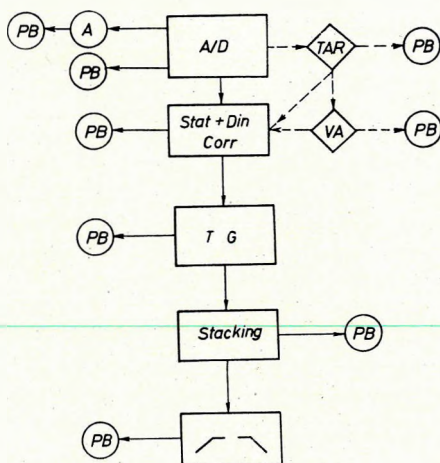 PB A A/D TAR PB
PB
PB Stat + Din VA PB
Corr
PB T G
Stacking PB
PB